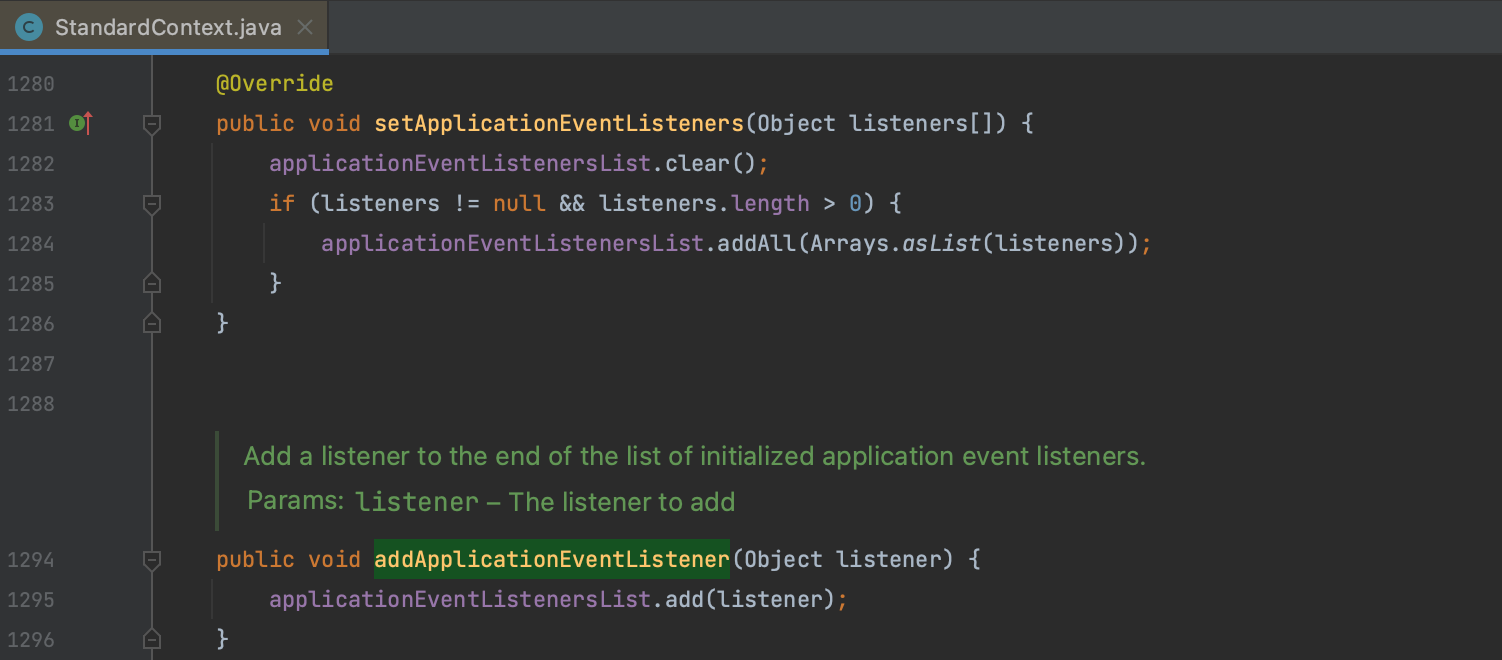 StandardContext.java
1280 @Override
1281 public void setApplicationEventListeners(Object listeners[]) {
1282 applicationEventListenersList.clear();
1283 if (listeners != null && listeners.length > 0) {
1284 applicationEventListenersList.addAll(Arrays.asList(listeners));
1285 }
1286 }
1287
1288
Add a listener to the end of the list of initialized application event listeners.
Params: listener – The listener to add
1294 public void addApplicationEventListener(Object listener) {
1295 applicationEventListenersList.add(listener);
1296 }